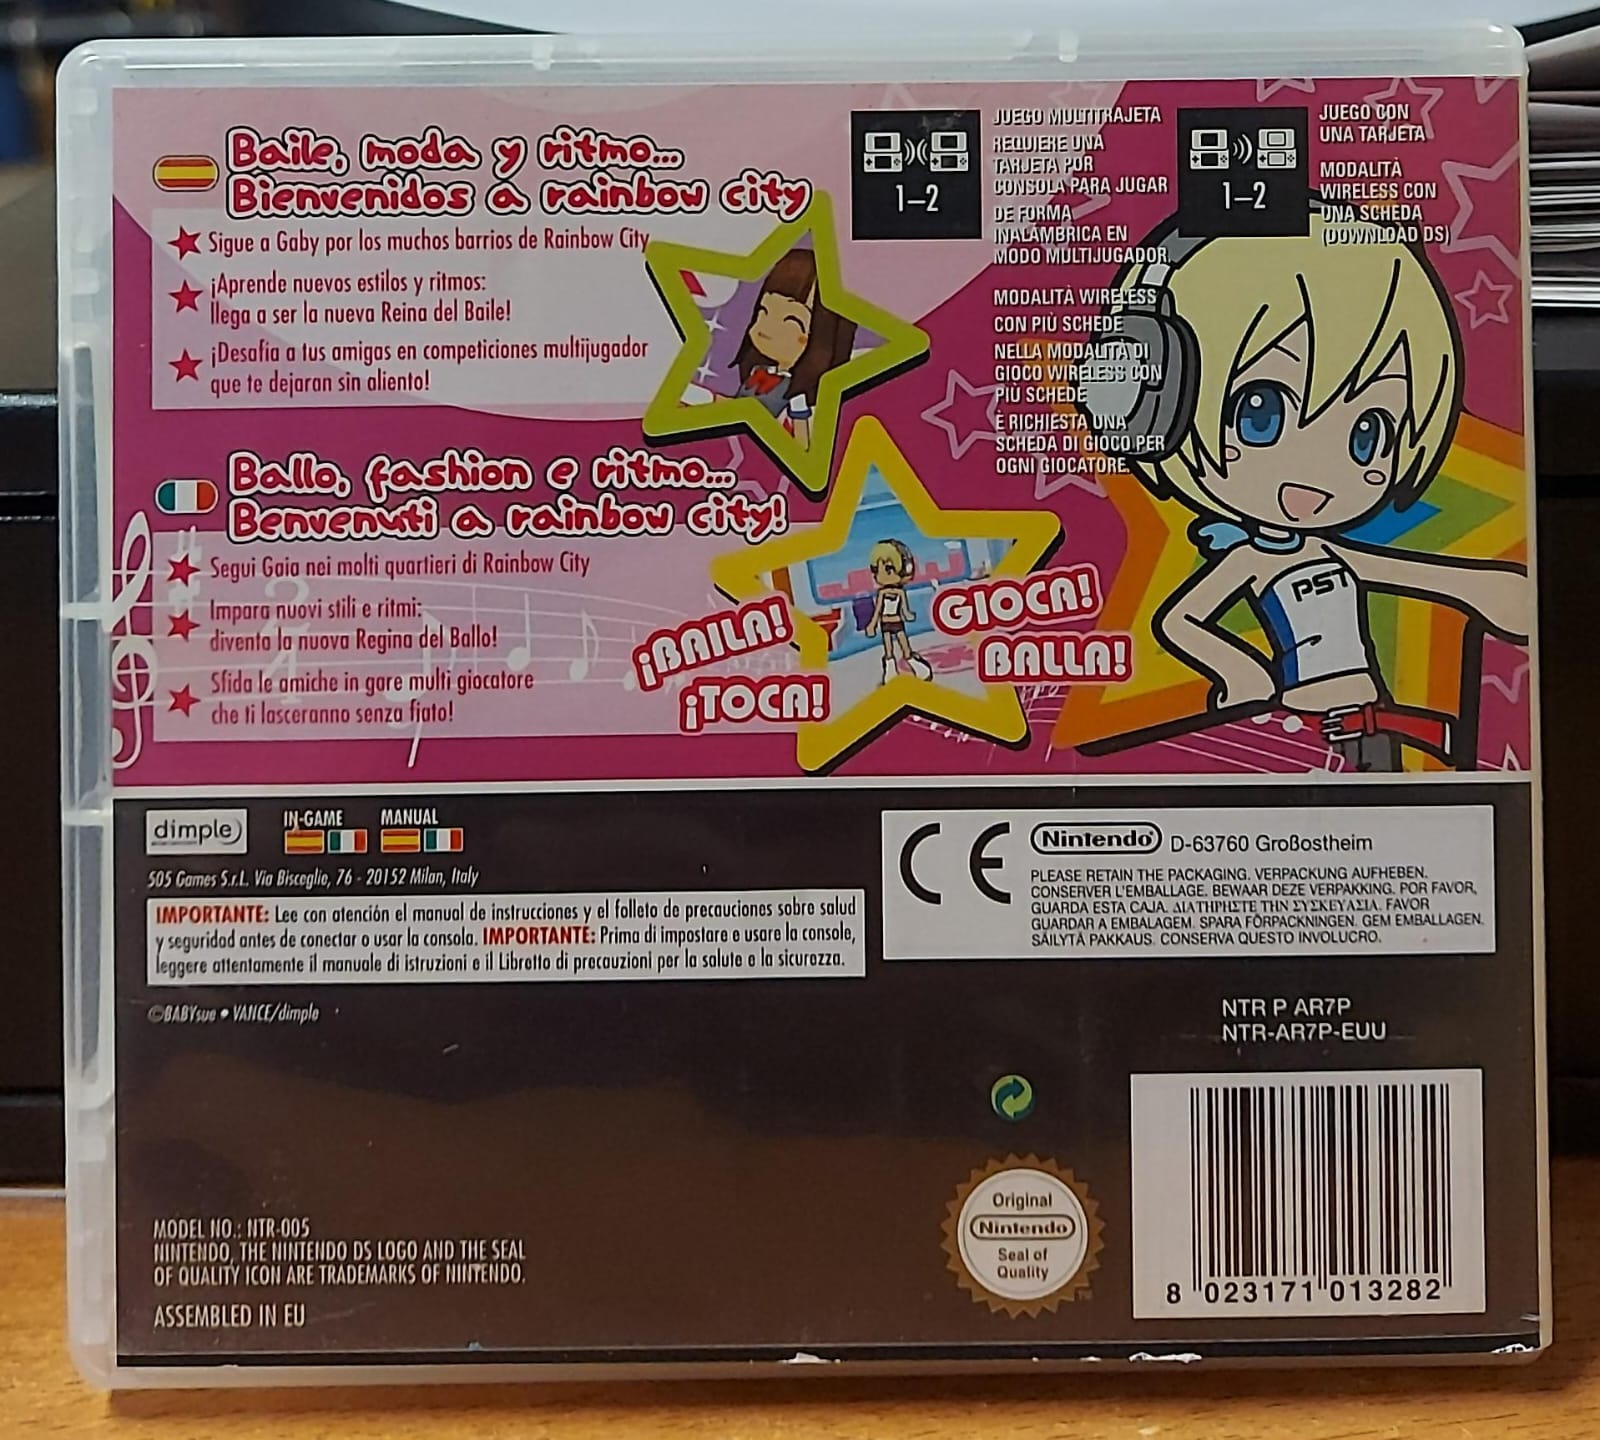 Baile, moda y ritmo...
Bienvenidos a rainbow city
Sigue a Gaby por los muchos barrios de Rainbow City
¡Aprende nuevos estilos y ritmos:
llega a ser la nueva Reina del Baile!
¡Desafia a tus amigas en competiciones multijugador
que te dejaran sin aliento!
Ballo, fashion e ritmo...
Benvenuti a rainbow city!
Segui Gaia nei molti quartieri di Rainbow City
Impara nuovi stili e ritmi:
diventa la nuova Regina del Ballo!
Sfida le amiche in gare multi giocatore
che ti lasceranno senza fiato!
1–2
JUEGO MULTITRAJETA
REQUIERE UNA
TARJETA POR
CONSOLA PARA JUGAR
DE FORMA
INALÁMBRICA EN
MODO MULTIJUGADOR.
MODALITÀ WIRELESS
CON PIÙ SCHEDE
NELLA MODALITÀ DI
GIOCO WIRELESS CON
PIÙ SCHEDE
È RICHIESTA UNA
SCHEDA DI GIOCO PER
OGNI GIOCATORE.
1–2
JUEGO CON
UNA TARJETA
MODALITÀ
WIRELESS CON
UNA SCHEDA
(DOWNLOAD DS)
PST
¡BAILA!
¡TOCA!
GIOCA!
BALLA!
dimple
IN-GAME
MANUAL
505 Games S.r.L. Via Bisceglie, 76 - 20152 Milan, Italy
IMPORTANTE: Lee con atención el manual de instrucciones y el folleto de precauciones sobre salud
y seguridad antes de conectar o usar la consola. IMPORTANTE: Prima di impostare e usare la console,
leggere attentamente il manuale di istruzioni e il Libretto di precauzioni per la salute e la sicurezza.
©BABYsue • VANCE/dimple
CE
Nintendo D-63760 Großostheim
PLEASE RETAIN THE PACKAGING. VERPACKUNG AUFHEBEN.
CONSERVER L'EMBALLAGE. BEWAAR DEZE VERPAKKING. POR FAVOR,
GUARDA ESTA CAJA. ΔΙΑΤΗΡΗΣΤΕ ΤΗΝ ΣΥΣΚΕΥΑΣΙΑ. FAVOR
GUARDAR A EMBALAGEM. SPARA FÖRPACKNINGEN. GEM EMBALLAGEN.
SÄILYTÄ PAKKAUS. CONSERVA QUESTO INVOLUCRO.
NTR P AR7P
NTR-AR7P-EUU
MODEL NO.: NTR-005
NINTENDO, THE NINTENDO DS LOGO AND THE SEAL
OF QUALITY ICON ARE TRADEMARKS OF NINTENDO.
ASSEMBLED IN EU
Original
Nintendo
Seal of
Quality
TM
8 023171 013282